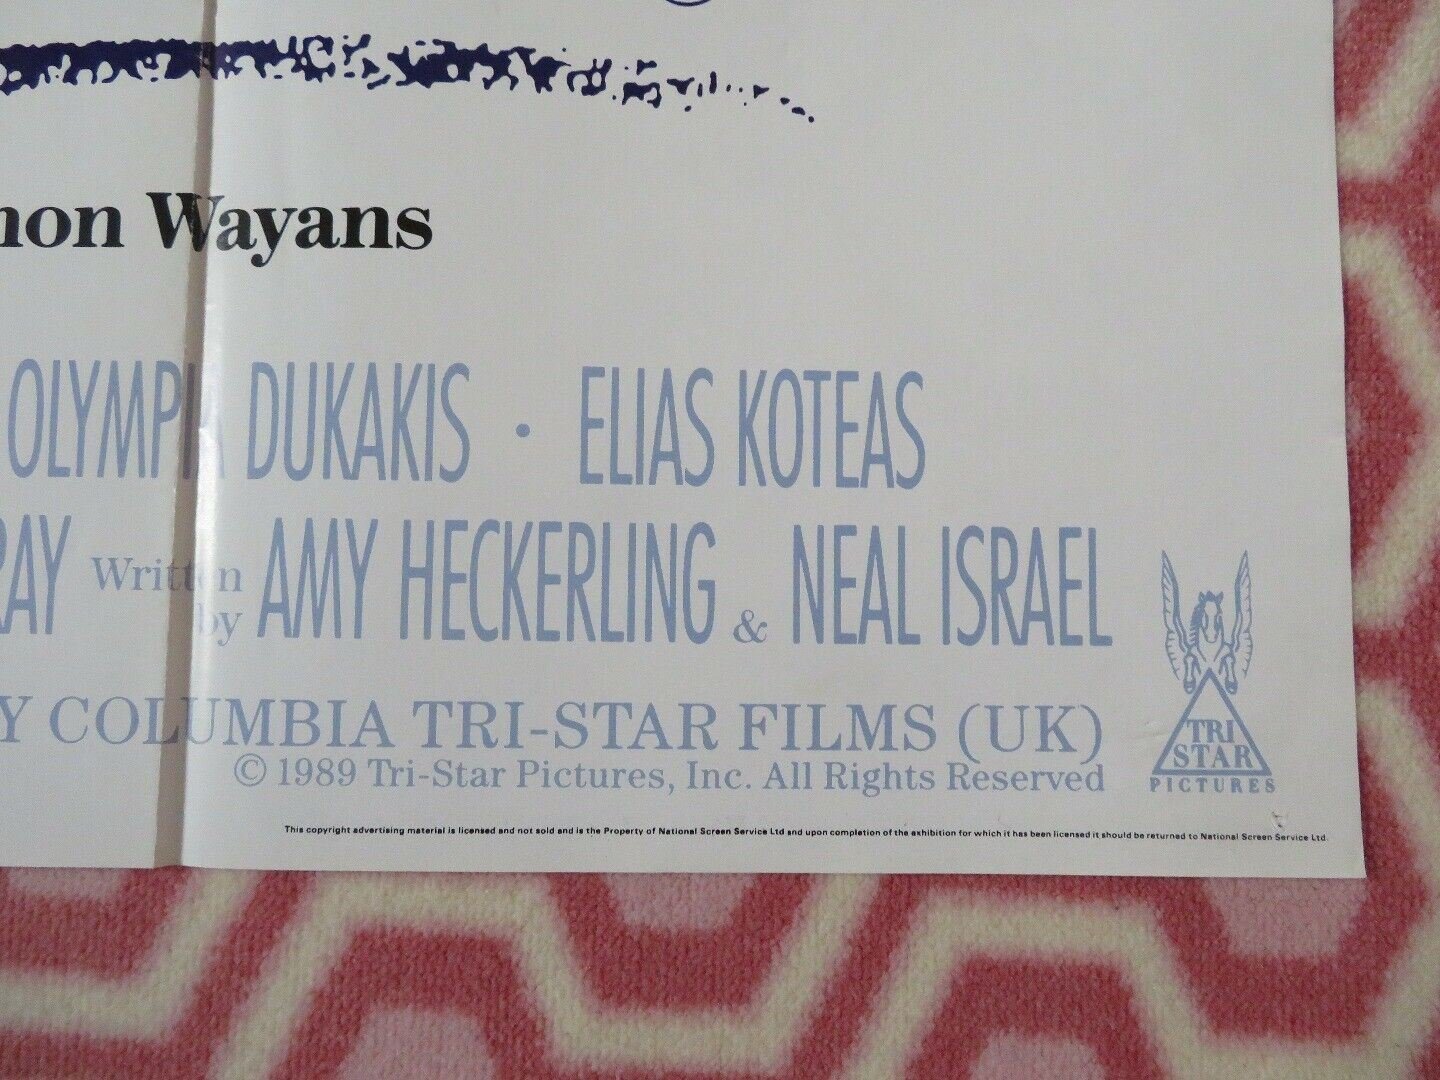 non Wayans
OLYMPIA DUKAKIS · ELIAS KOTEAS
RAY Written by AMY HECKERLING & NEAL ISRAEL
Y COLUMBIA TRI-STAR FILMS (UK)
© 1989 Tri-Star Pictures, Inc. All Rights Reserved
TRI
STAR
PICTURES
This copyright advertising material is licensed and not sold and is the Property of National Screen Service Ltd and upon completion of the exhibition for which it has been licensed it should be returned to National Screen Service Ltd.